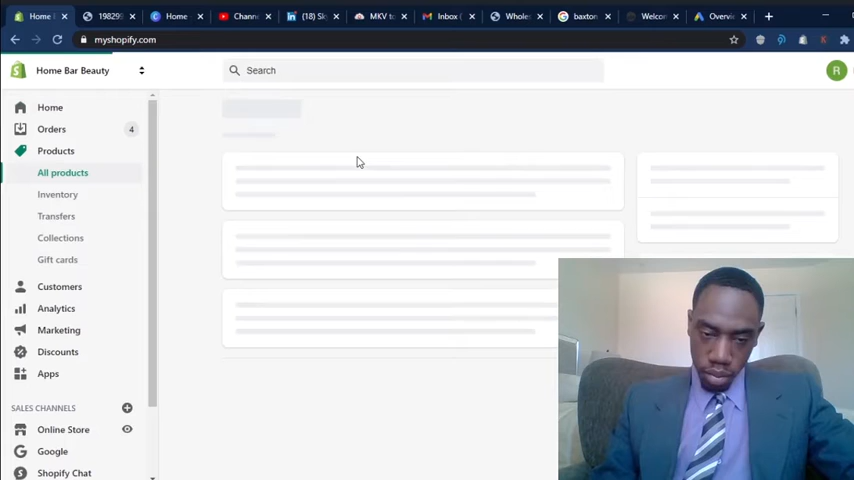 Home
19829
Home
Chann
(18) Sk
MKV to
Inbox (
Whole
baxton
Welcon
Overvie
myshopify.com
Home Bar Beauty
Search
R
Home
Orders
4
Products
All products
Inventory
Transfers
Collections
Gift cards
Customers
Analytics
Marketing
Discounts
Apps
SALES CHANNELS
Online Store
Google
Shopify Chat